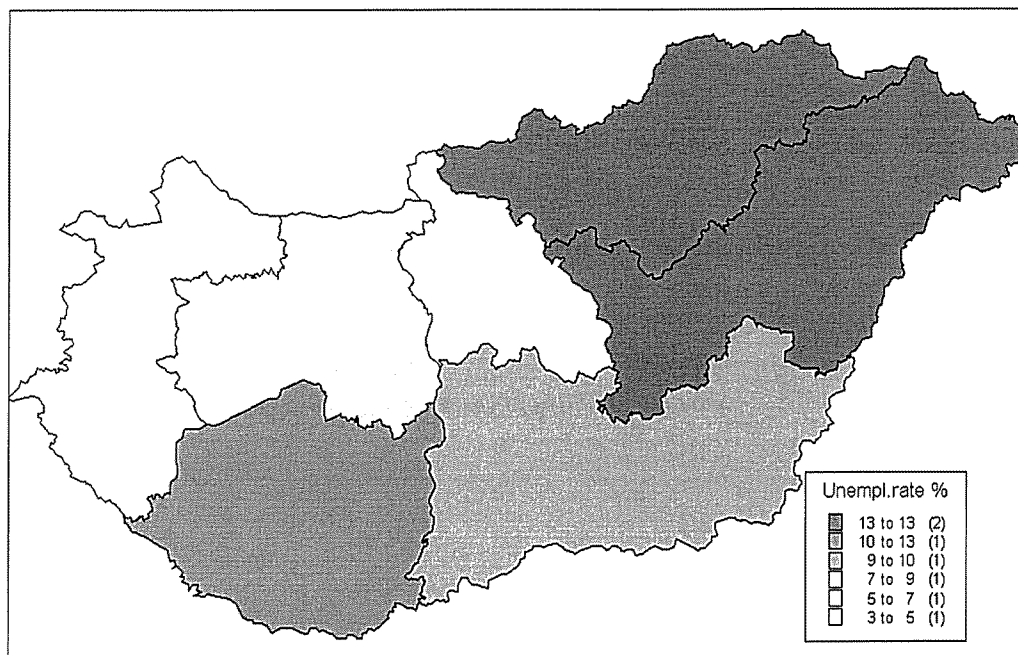 Unempl.rate %
13 to 13 (2)
10 to 13 (1)
9 to 10 (1)
7 to 9 (1)
5 to 7 (1)
3 to 5 (1)